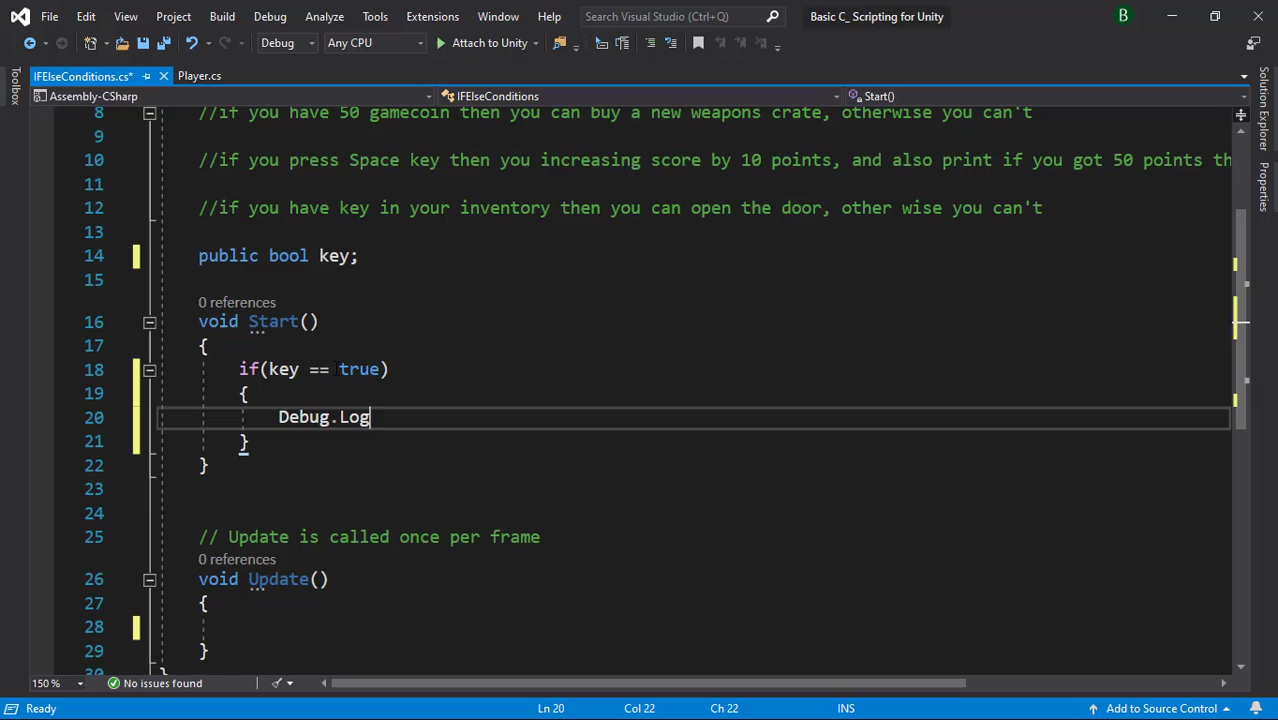 File Edit View Project Build Debug Analyze Tools Extensions Window Help Search Visual Studio (Ctrl+Q) Basic C_ Scripting for Unity B
Debug Any CPU Attach to Unity
IFElseConditions.cs* Player.cs
Assembly-CSharp IFElseConditions Start()
Toolbox
Solution Explorer
Properties
8 //if you have 50 gamecoin then you can buy a new weapons crate, otherwise you can't
9
10 //if you press Space key then you increasing score by 10 points, and also print if you got 50 points th
11
12 //if you have key in your inventory then you can open the door, other wise you can't
13
14 public bool key;
15
0 references
16 void Start()
17 {
18 if(key == true)
19 {
20 Debug.Log
21 }
22 }
23
24
25 // Update is called once per frame
0 references
26 void Update()
27 {
28
29 }
30 }
150 % No issues found
Ready Ln 20 Col 22 Ch 22 INS Add to Source Control